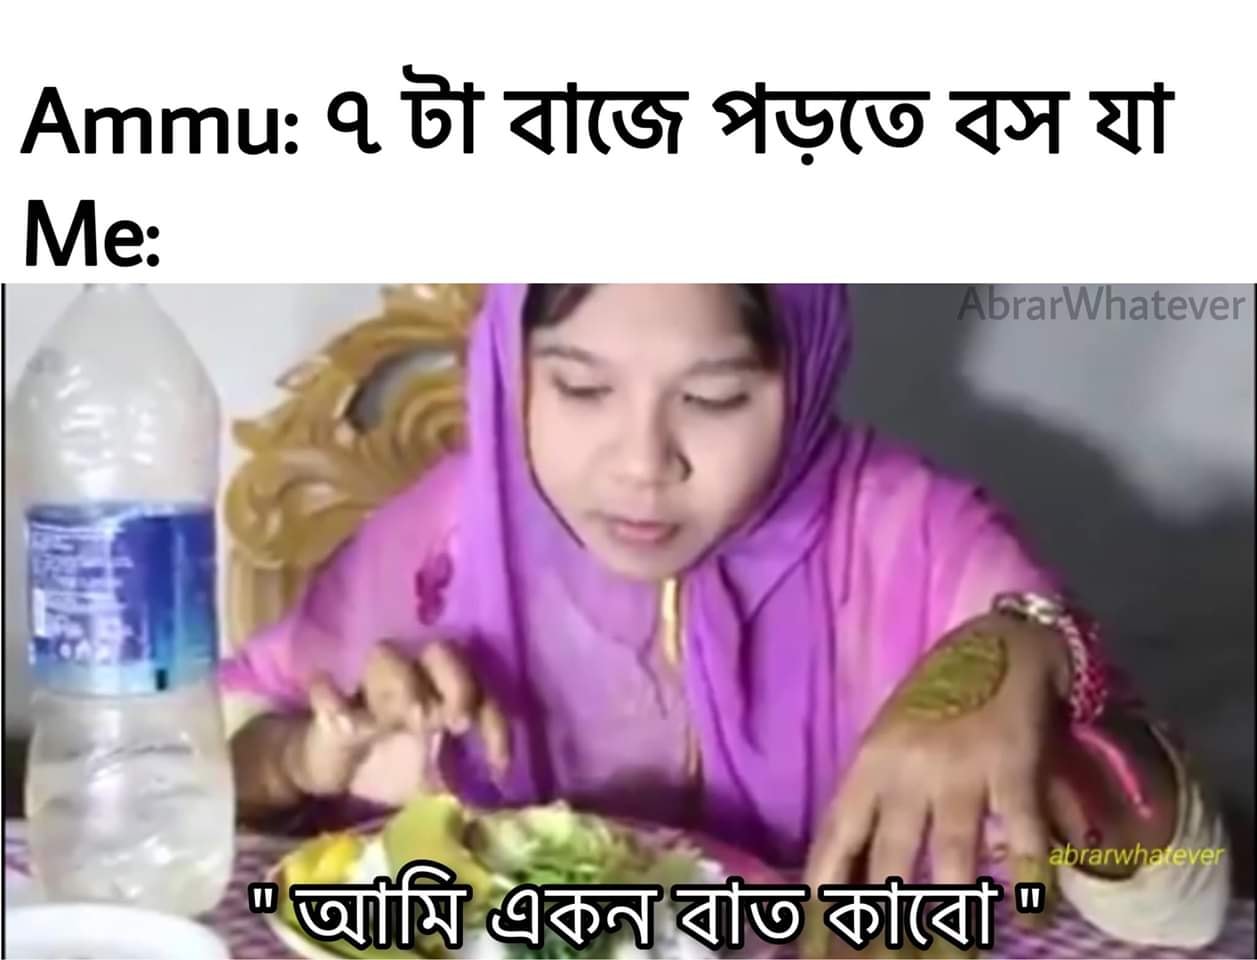 Ammu: ৭ টা বাজে পড়তে বস যা
Me:
AbrarWhatever
abrarwhatever
" আমি একন বাত কাবো "